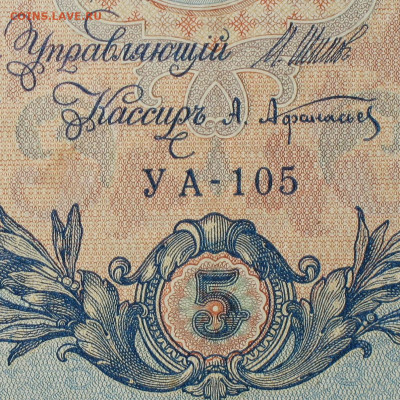 COINS.LAVE.RU
Управляющій И. Шипов
Кассиръ А. Афанасьев
УА-105
5